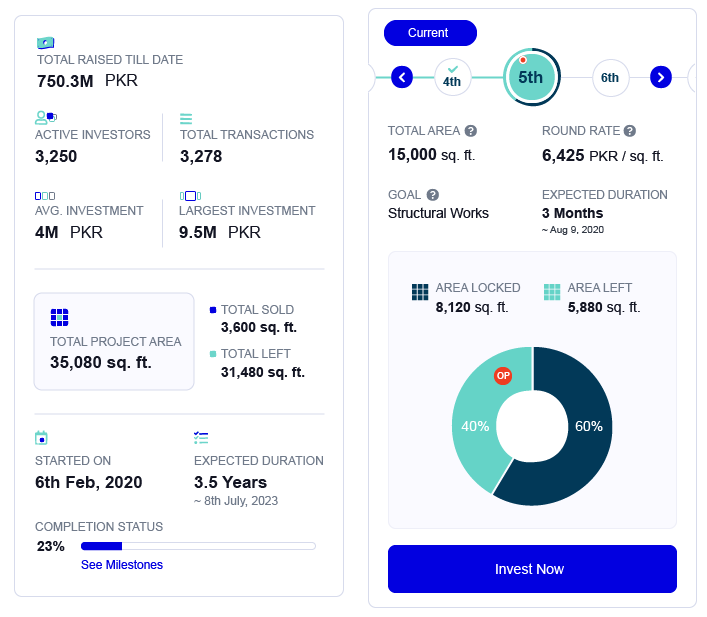 TOTAL RAISED TILL DATE
750.3M PKR
ACTIVE INVESTORS
3,250
TOTAL TRANSACTIONS
3,278
AVG. INVESTMENT
4M PKR
LARGEST INVESTMENT
9.5M PKR
TOTAL PROJECT AREA
35,080 sq. ft.
TOTAL SOLD
3,600 sq. ft.
TOTAL LEFT
31,480 sq. ft.
STARTED ON
6th Feb, 2020
EXPECTED DURATION
3.5 Years
~ 8th July, 2023
COMPLETION STATUS
23%
See Milestones
Current
4th
5th
6th
TOTAL AREA ?
15,000 sq. ft.
ROUND RATE ?
6,425 PKR / sq. ft.
GOAL ?
Structural Works
EXPECTED DURATION
3 Months
~ Aug 9, 2020
AREA LOCKED
8,120 sq. ft.
AREA LEFT
5,880 sq. ft.
OP
40%
60%
Invest Now